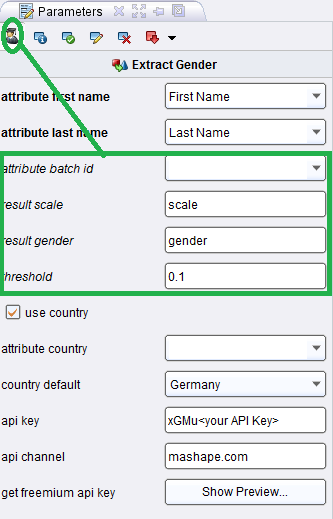 Parameters
Extract Gender
attribute first name First Name
attribute last name Last Name
attribute batch id
result scale scale
result gender gender
threshold 0.1
use country
attribute country
country default Germany
api key xGMu<your API Key>
api channel mashape.com
get freemium api key Show Preview...